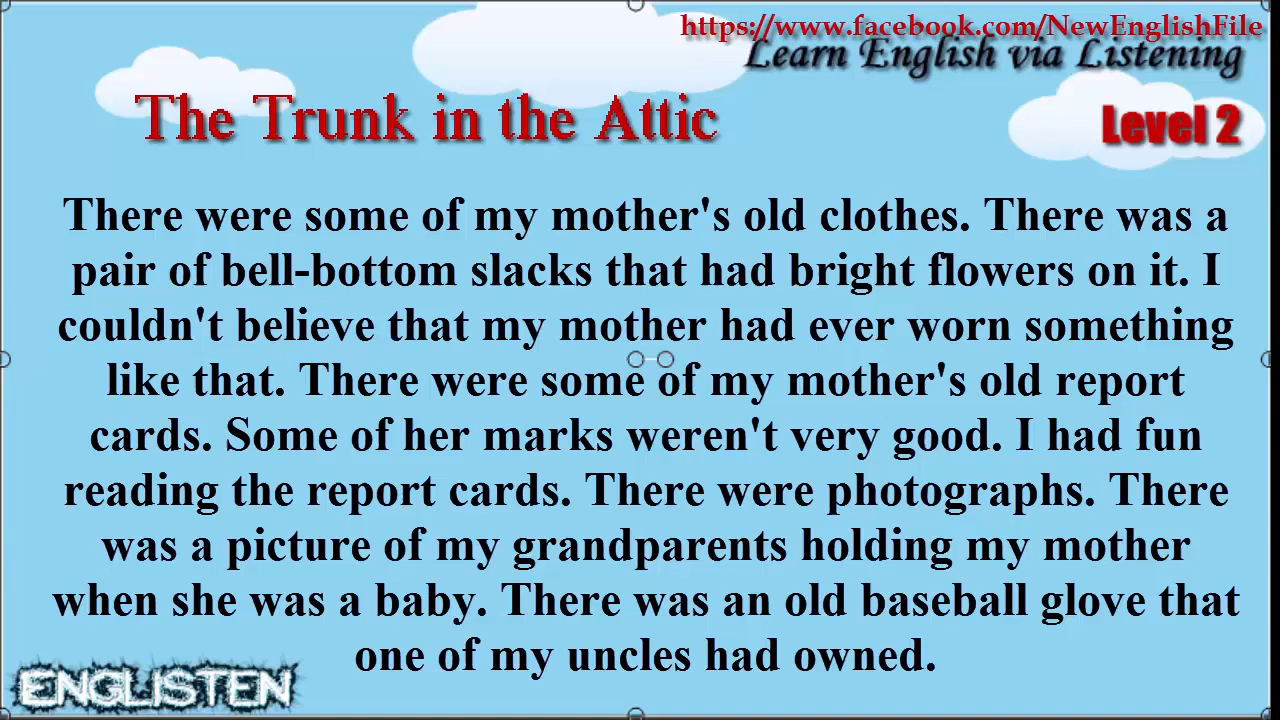 https://www.facebook.com/NewEnglishFile
Learn English via Listening
The Trunk in the Attic
Level 2
There were some of my mother's old clothes. There was a
pair of bell-bottom slacks that had bright flowers on it. I
couldn't believe that my mother had ever worn something
like that. There were some of my mother's old report
cards. Some of her marks weren't very good. I had fun
reading the report cards. There were photographs. There
was a picture of my grandparents holding my mother
when she was a baby. There was an old baseball glove that
one of my uncles had owned.
ENGLISTEN